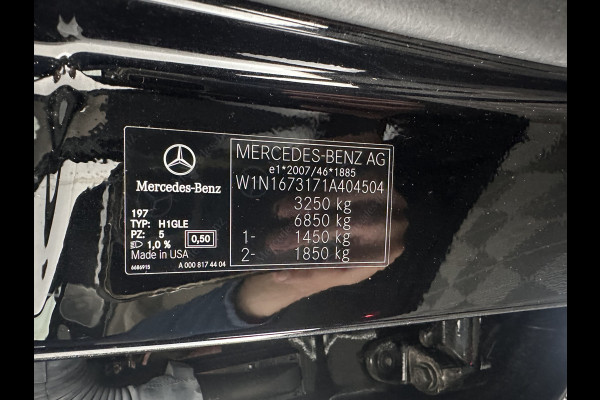 Mercedes-Benz
197
TYP: H1GLE
PZ: 5
1,0 %
0,50
Made in USA
6686915
A 000 817 44 04
MERCEDES-BENZ AG
e1*2007/46*1885
W1N1673171A404504
3250 kg
6850 kg
1- 1450 kg
2- 1850 kg